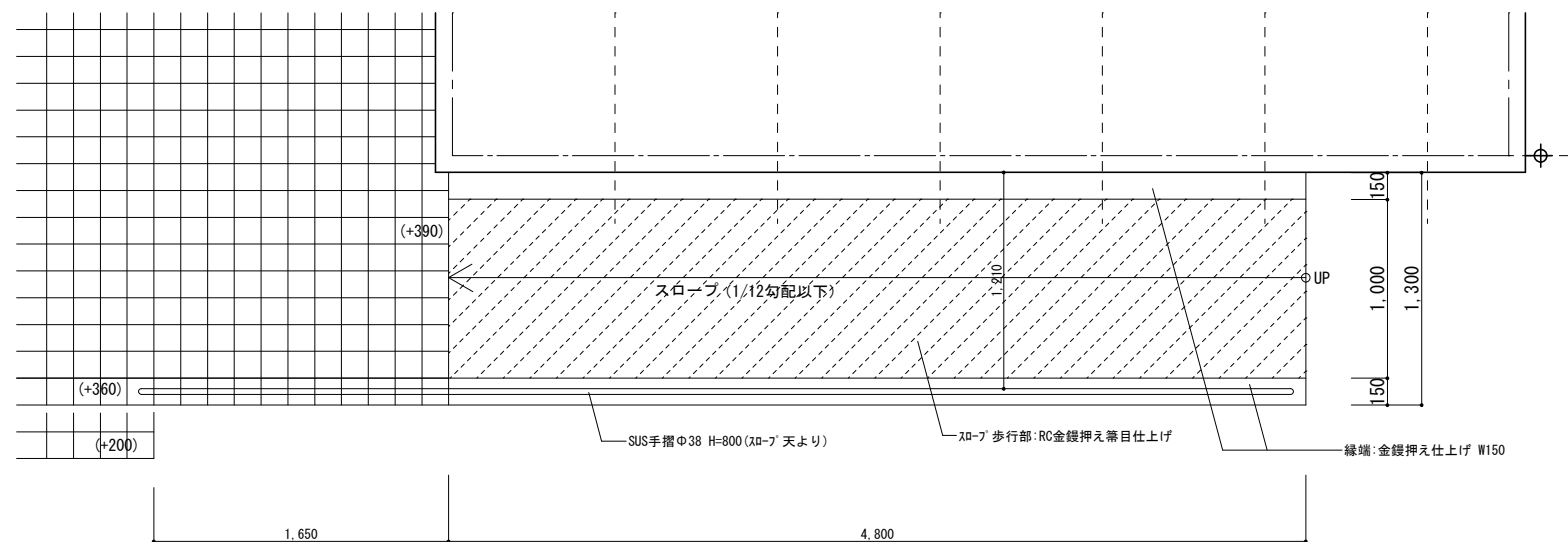 150
(+390)
1,210
スロープ(1/12勾配以下)
UP
1,000
1,300
(+360)
150
(+200)
SUS手摺Φ38 H=800(ｽﾛｰﾌﾟ天より)
ｽﾛｰﾌﾟ歩行部:RC金鏝押え箒目仕上げ
縁端:金鏝押え仕上げ W150
1,650
4,800